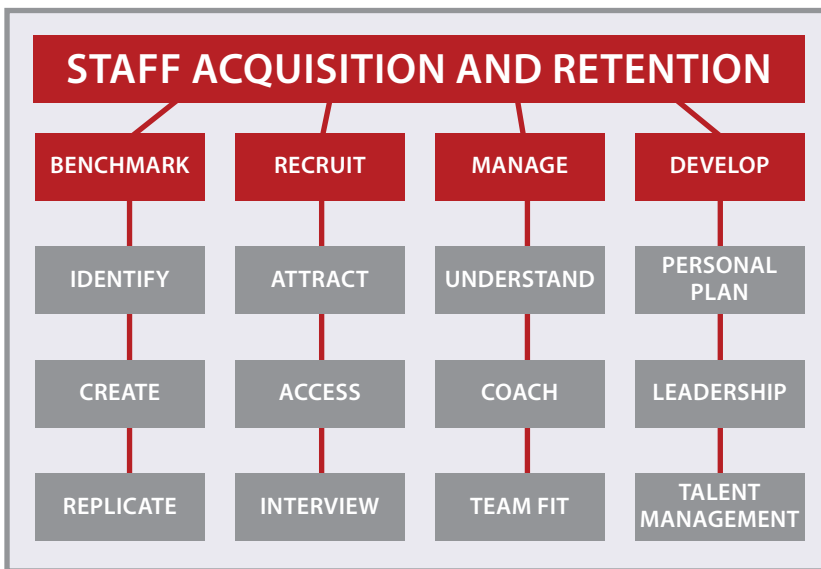 STAFF ACQUISITION AND RETENTION
BENCHMARK
RECRUIT
MANAGE
DEVELOP
IDENTIFY
ATTRACT
UNDERSTAND
PERSONAL
PLAN
CREATE
ACCESS
COACH
LEADERSHIP
REPLICATE
INTERVIEW
TEAM FIT
TALENT
MANAGEMENT